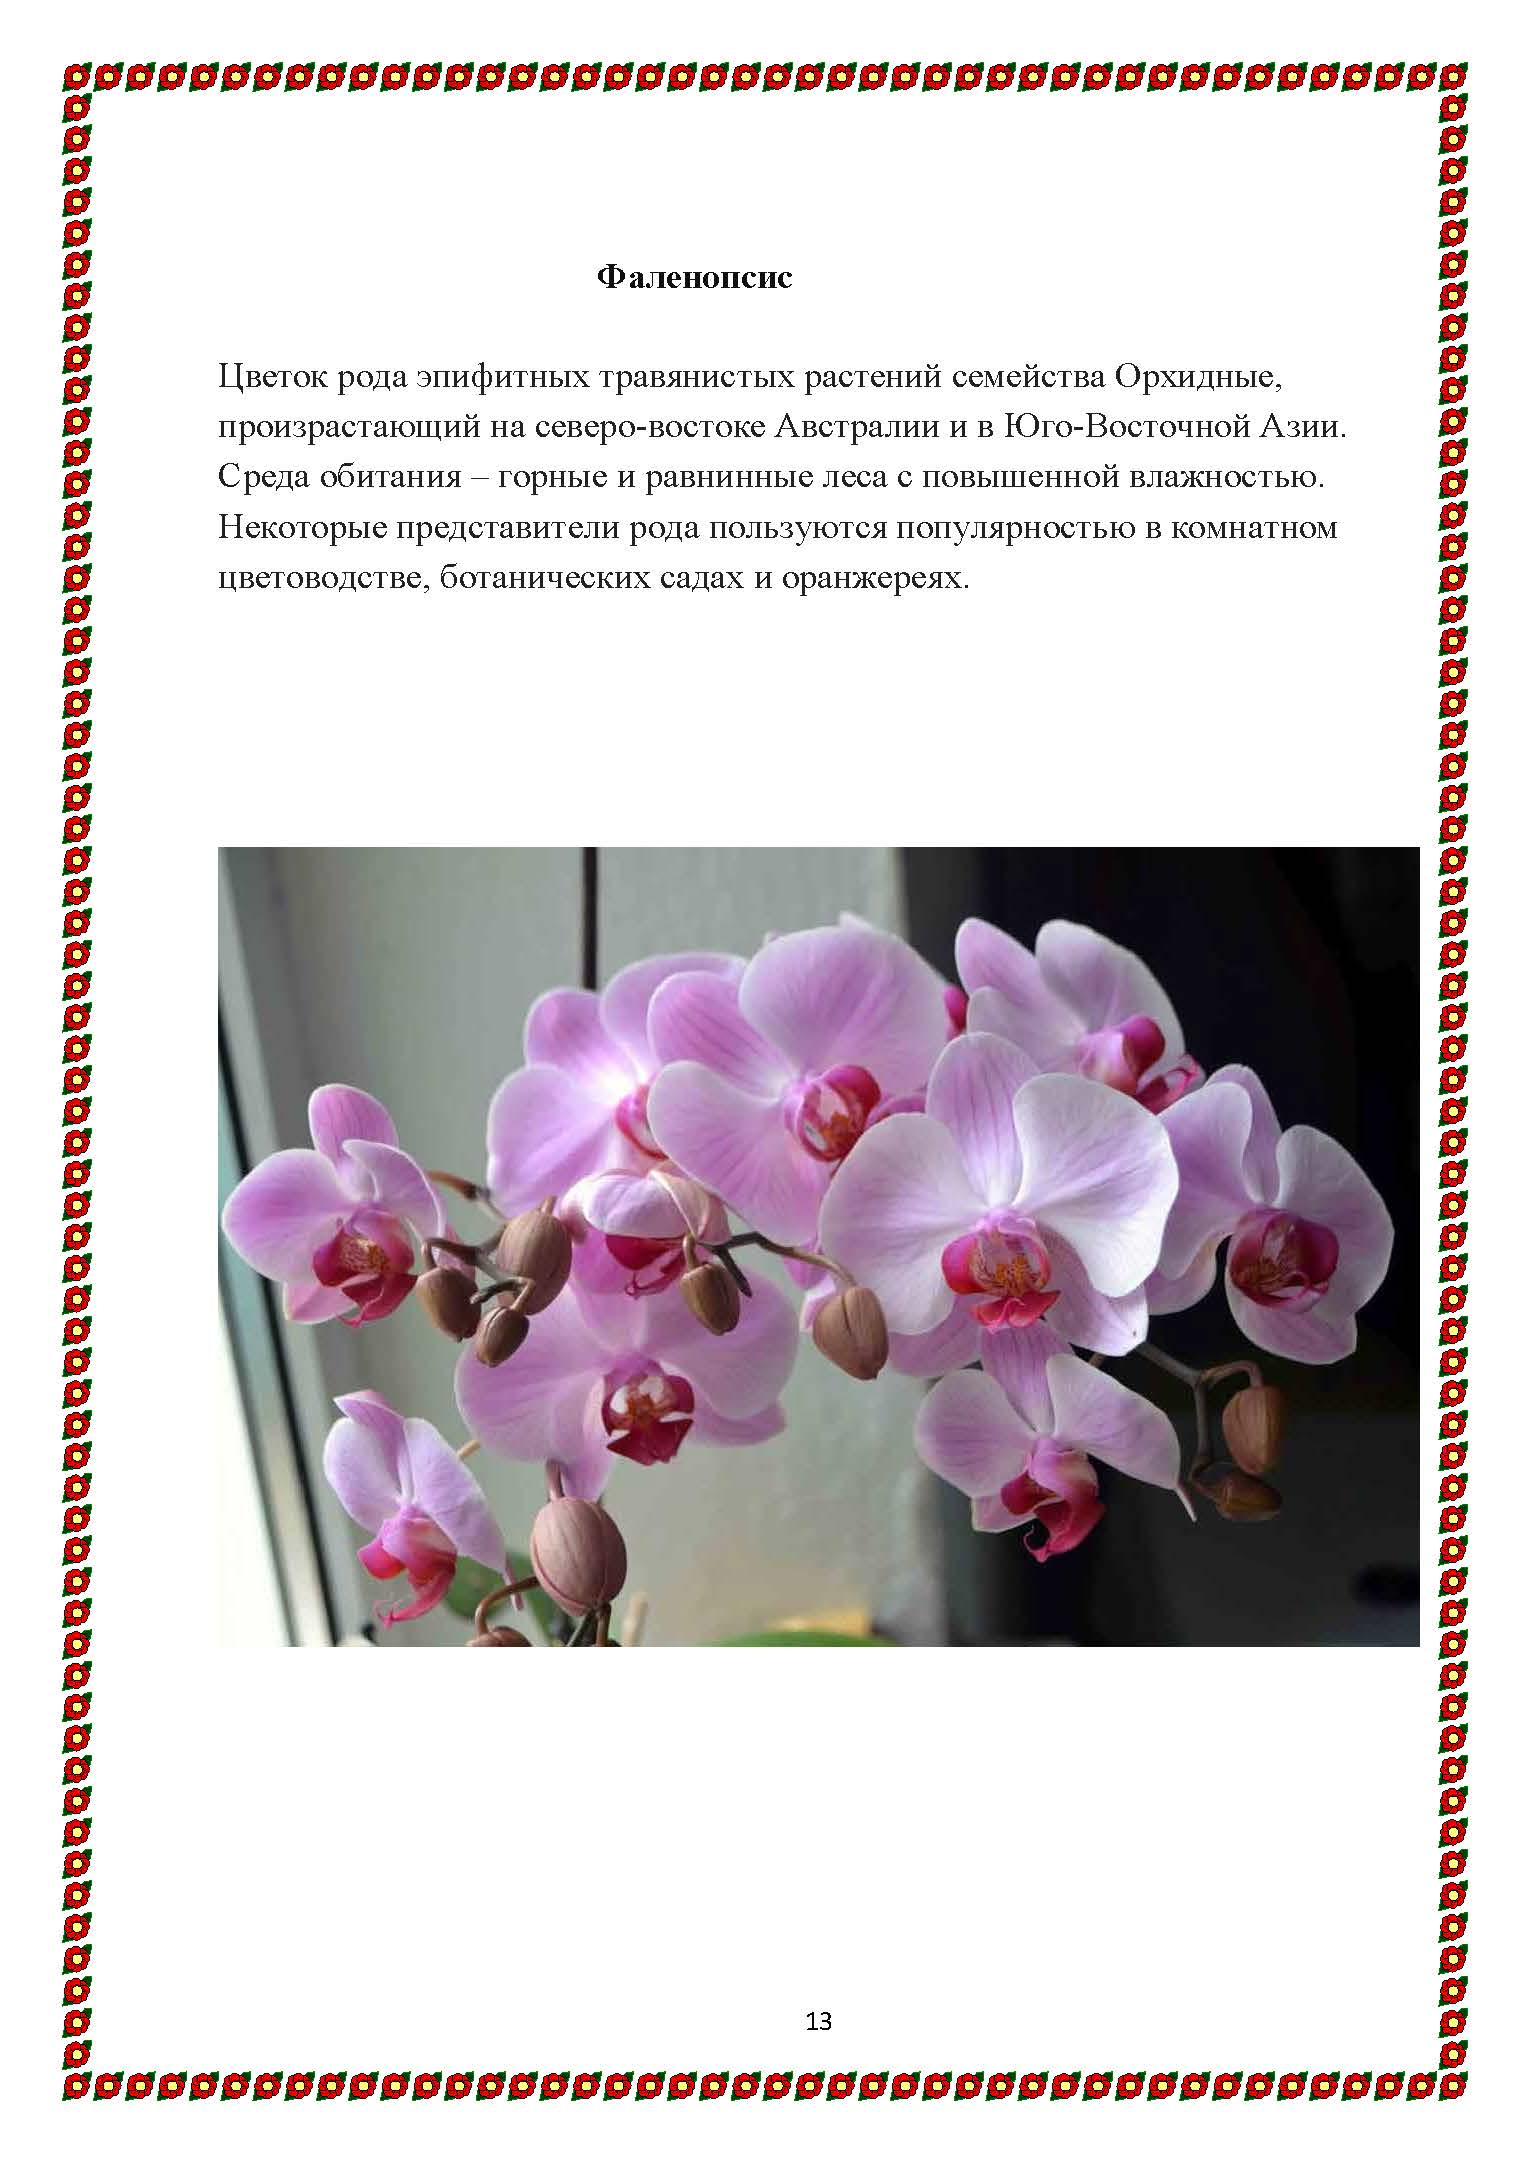 Фаленопсис
Цветок рода эпифитных травянистых растений семейства Орхидные,
произрастающий на северо-востоке Австралии и в Юго-Восточной Азии.
Среда обитания – горные и равнинные леса с повышенной влажностью.
Некоторые представители рода пользуются популярностью в комнатном
цветоводстве, ботанических садах и оранжереях.
13